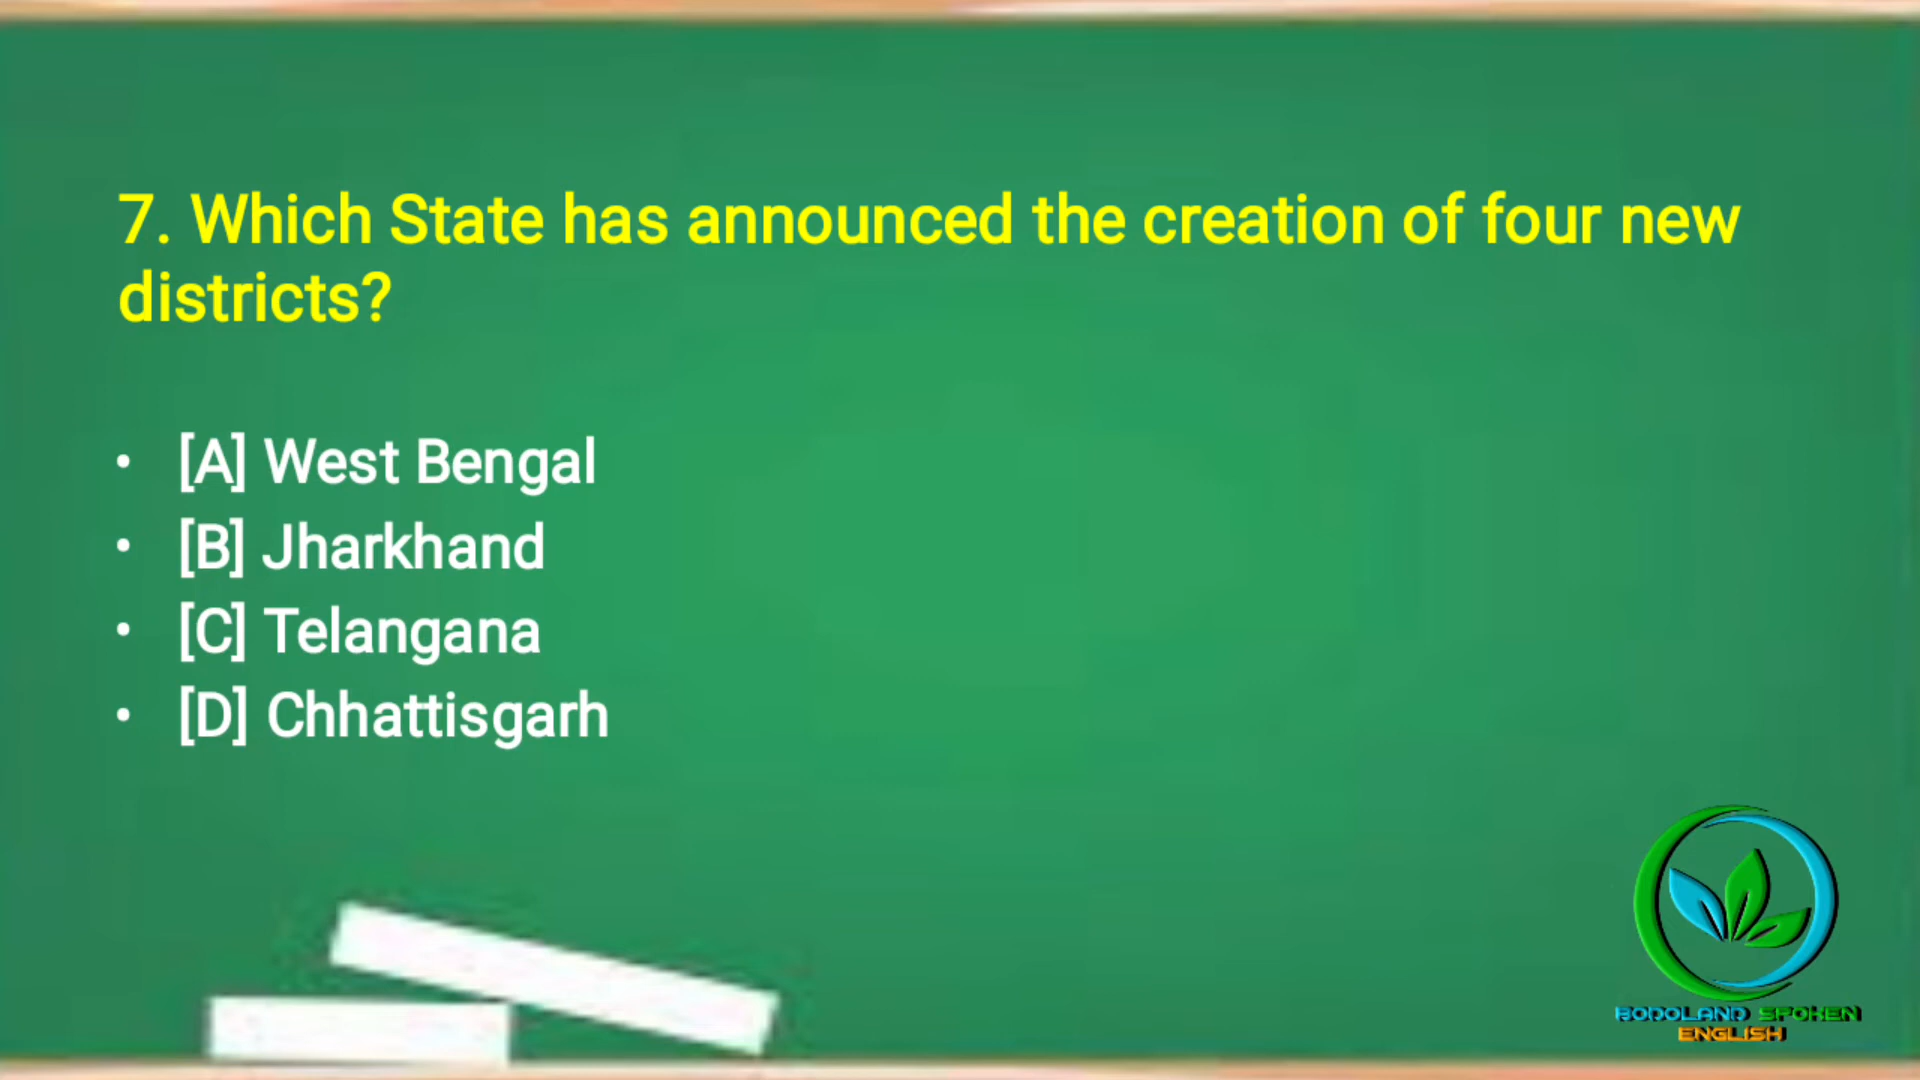 7. Which State has announced the creation of four new
districts?
• [A] West Bengal
• [B] Jharkhand
• [C] Telangana
• [D] Chhattisgarh
BODOLAND SPOKEN
ENGLISH